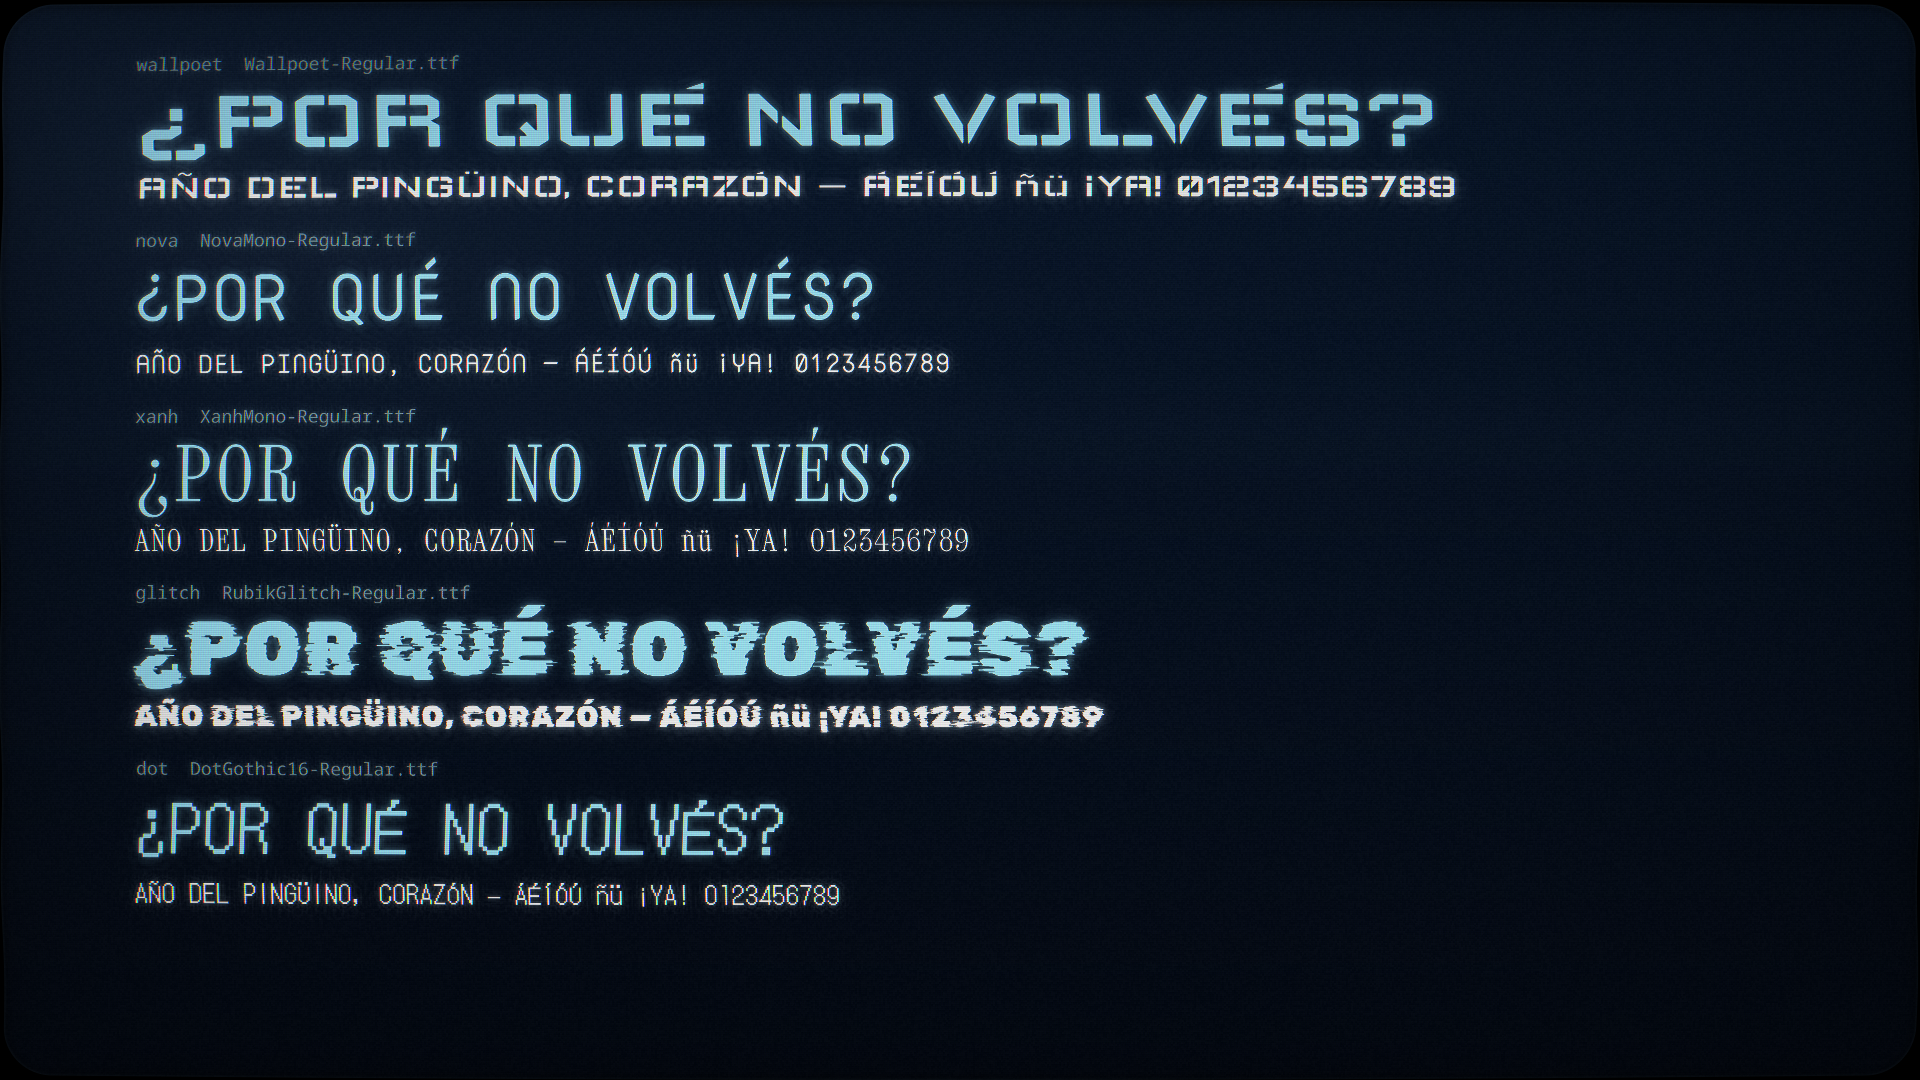 wallpoet  Wallpoet-Regular.ttf
¿POR QUÉ NO VOLVÉS?
AÑO DEL PINGÜINO, CORAZÓN — ÁÉÍÓÚ ñü ¡YA! 0123456789
nova  NovaMono-Regular.ttf
¿POR QUÉ NO VOLVÉS?
AÑO DEL PINGÜINO, CORAZÓN — ÁÉÍÓÚ ñü ¡YA! 0123456789
xanh  XanhMono-Regular.ttf
¿POR QUÉ NO VOLVÉS?
AÑO DEL PINGÜINO, CORAZÓN — ÁÉÍÓÚ ñü ¡YA! 0123456789
glitch  RubikGlitch-Regular.ttf
¿POR QUÉ NO VOLVÉS?
AÑO DEL PINGÜINO, CORAZÓN — ÁÉÍÓÚ ñü ¡YA! 0123456789
dot  DotGothic16-Regular.ttf
¿POR QUÉ NO VOLVÉS?
AÑO DEL PINGÜINO, CORAZÓN — ÁÉÍÓÚ ñü ¡YA! 0123456789